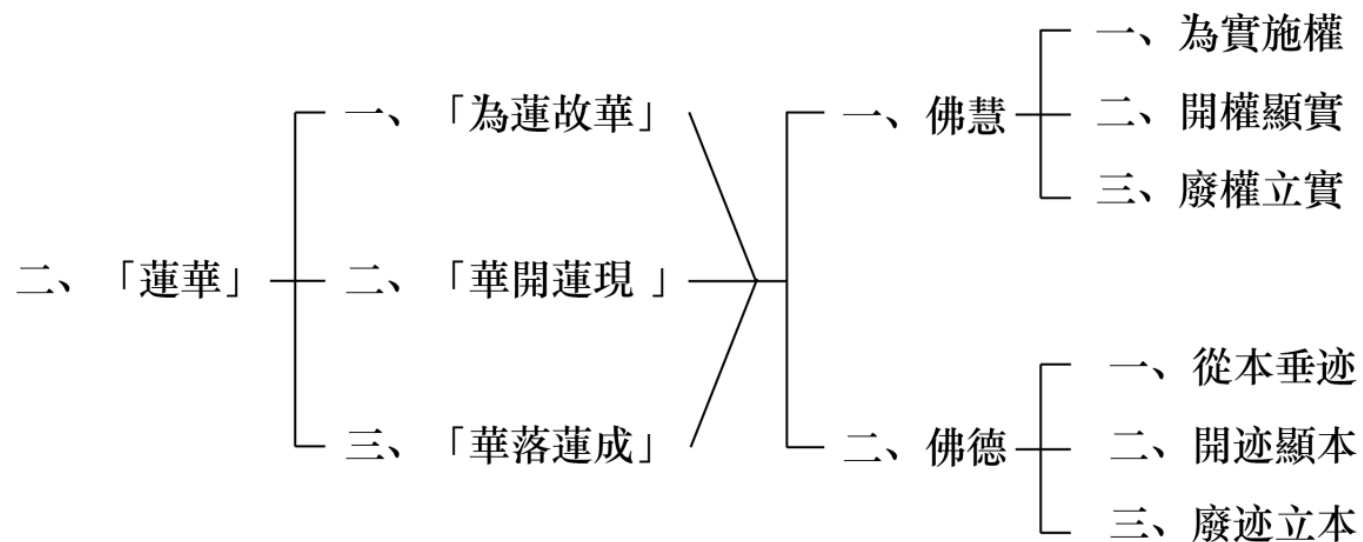 二、「蓮華」
一、「為蓮故華」
二、「華開蓮現 」
三、「華落蓮成」
一、佛慧
一、為實施權
二、開權顯實
三、廢權立實
二、佛德
一、從本垂迹
二、開迹顯本
三、廢迹立本